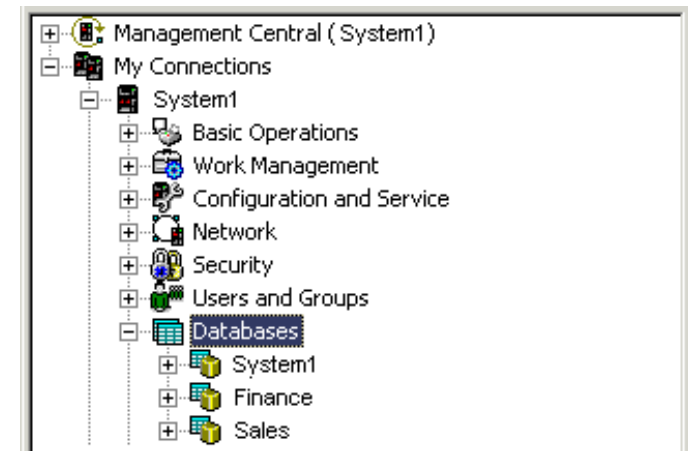 Management Central ( System1)
My Connections
System1
Basic Operations
Work Management
Configuration and Service
Network
Security
Users and Groups
Databases
System1
Finance
Sales